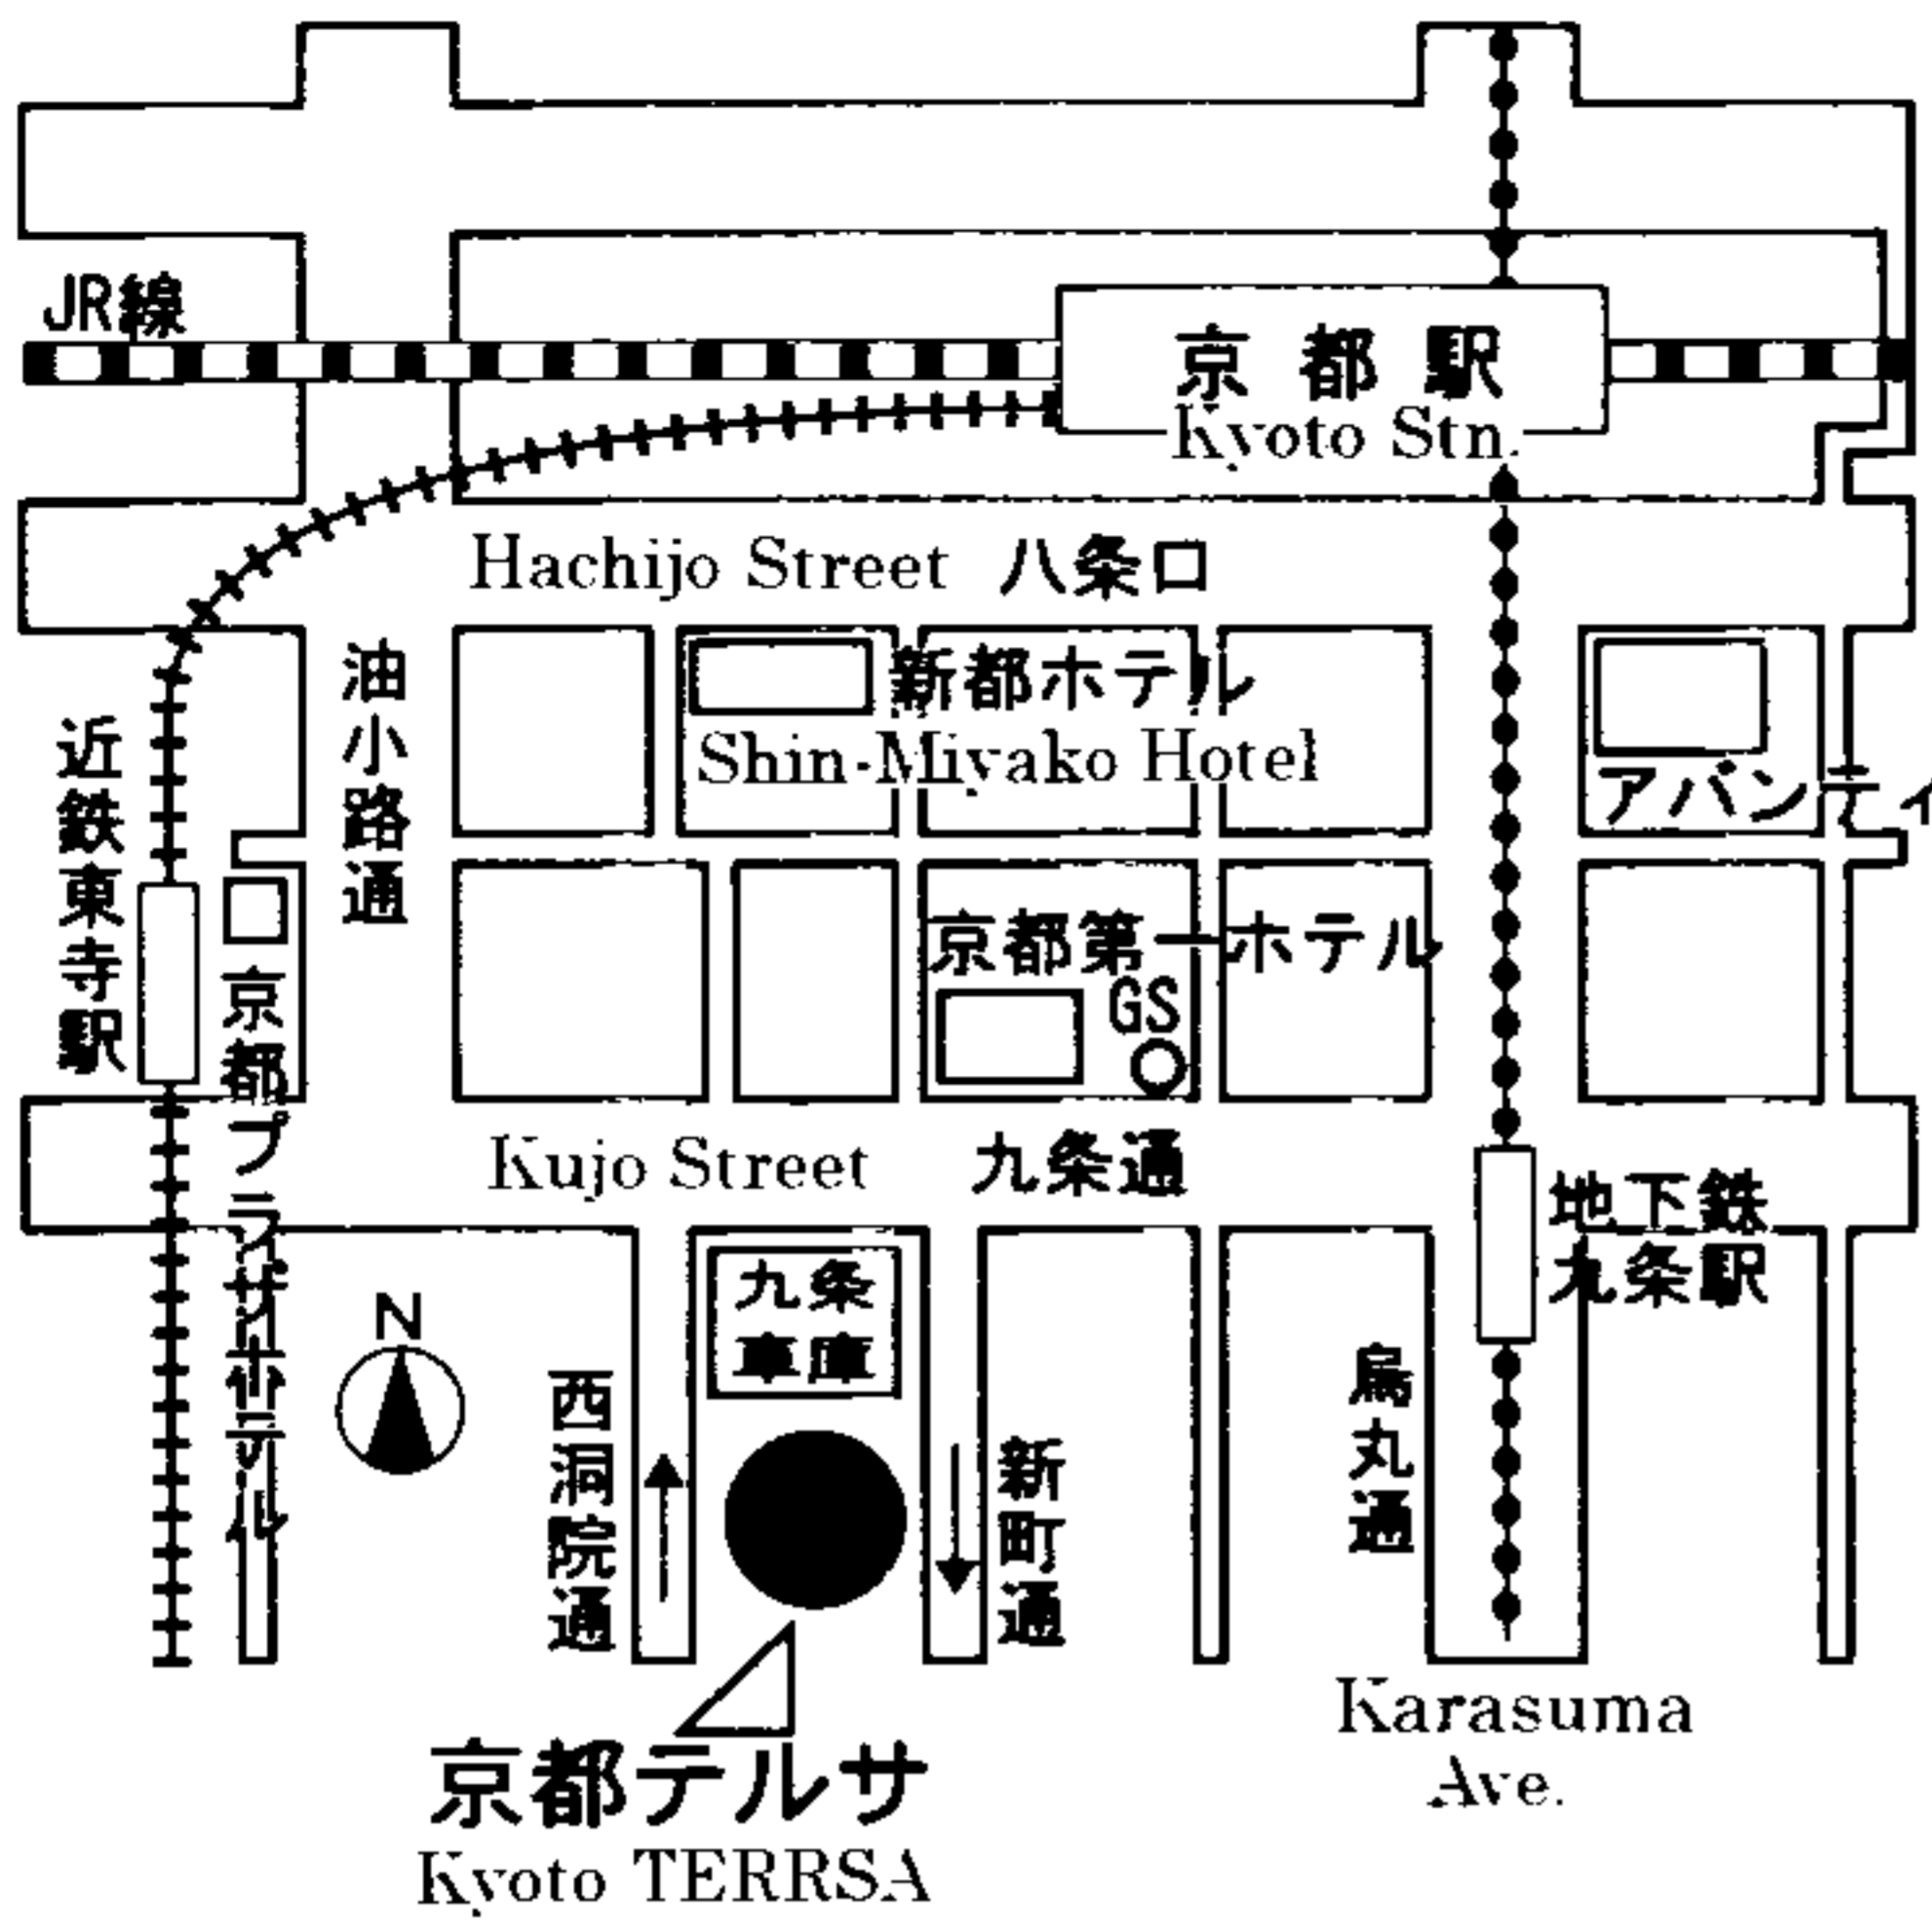 JR線
京都駅
Kyoto Stn.
Hachijo Street 八条口
油小路通
新都ホテル
Shin-Miyako Hotel
アバンティ
近鉄東寺駅
京都プラザホテル
京都第一ホテル
GS
Kujo Street 九条通
地下鉄
九条駅
九条
車庫
N
西洞院通
新町通
烏丸通
Karasuma
Ave.
京都テルサ
Kyoto TERRSA